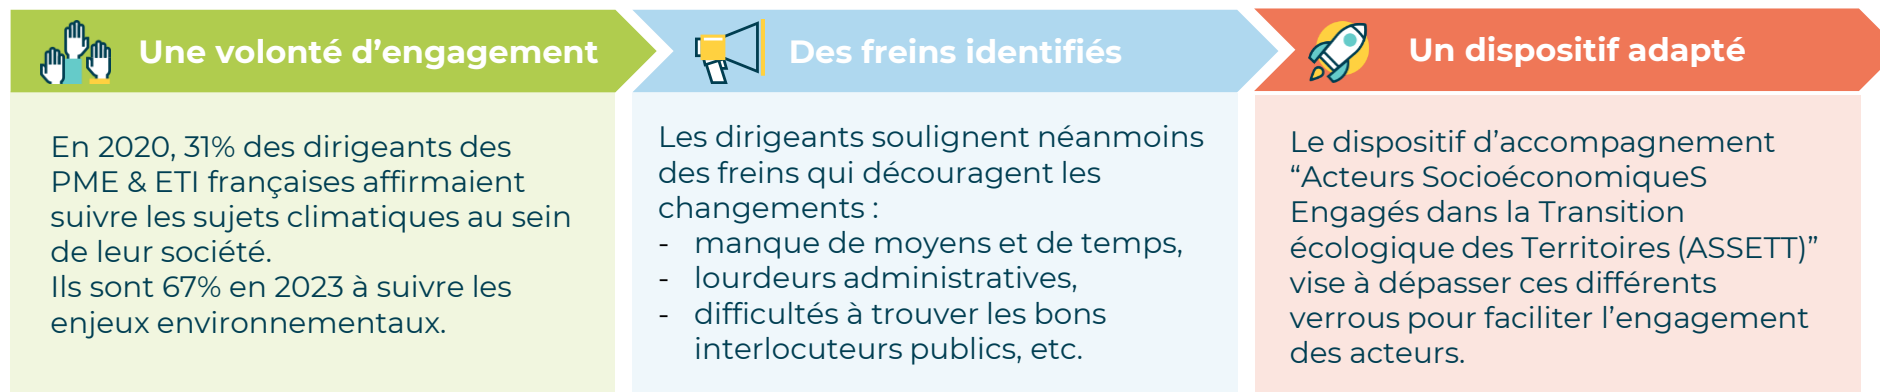 Une volonté d’engagement
En 2020, 31% des dirigeants des
PME & ETI françaises affirmaient
suivre les sujets climatiques au sein
de leur société.
Ils sont 67% en 2023 à suivre les
enjeux environnementaux.
Des freins identifiés
Les dirigeants soulignent néanmoins
des freins qui découragent les
changements :
- manque de moyens et de temps,
- lourdeurs administratives,
- difficultés à trouver les bons
interlocuteurs publics, etc.
Un dispositif adapté
Le dispositif d’accompagnement
“Acteurs SocioéconomiqueS
Engagés dans la Transition
écologique des Territoires (ASSETT)”
vise à dépasser ces différents
verrous pour faciliter l’engagement
des acteurs.